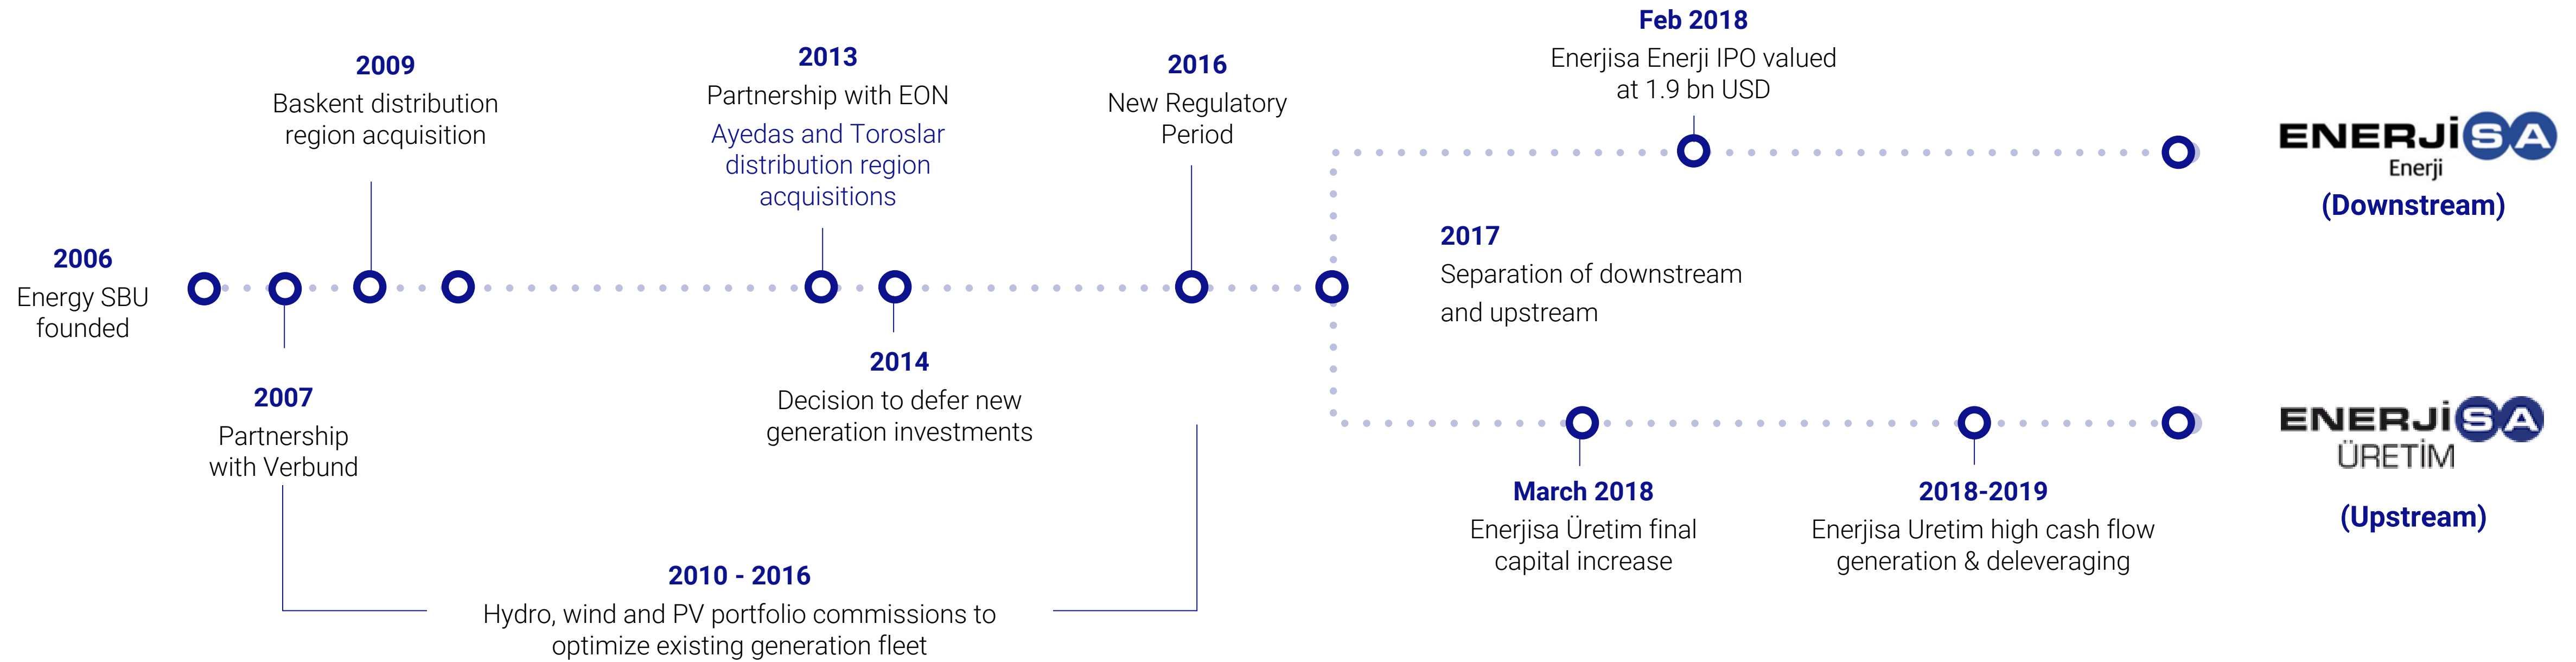 2006
Energy SBU
founded
2007
Partnership
with Verbund
2009
Baskent distribution
region acquisition
2010 - 2016
Hydro, wind and PV portfolio commissions to
optimize existing generation fleet
2013
Partnership with EON
Ayedas and Toroslar
distribution region
acquisitions
2014
Decision to defer new
generation investments
2016
New Regulatory
Period
2017
Separation of downstream
and upstream
Feb 2018
Enerjisa Enerji IPO valued
at 1.9 bn USD
ENERJİSA
Enerji
(Downstream)
March 2018
Enerjisa Üretim final
capital increase
2018-2019
Enerjisa Uretim high cash flow
generation & deleveraging
ENERJİSA
ÜRETİM
(Upstream)